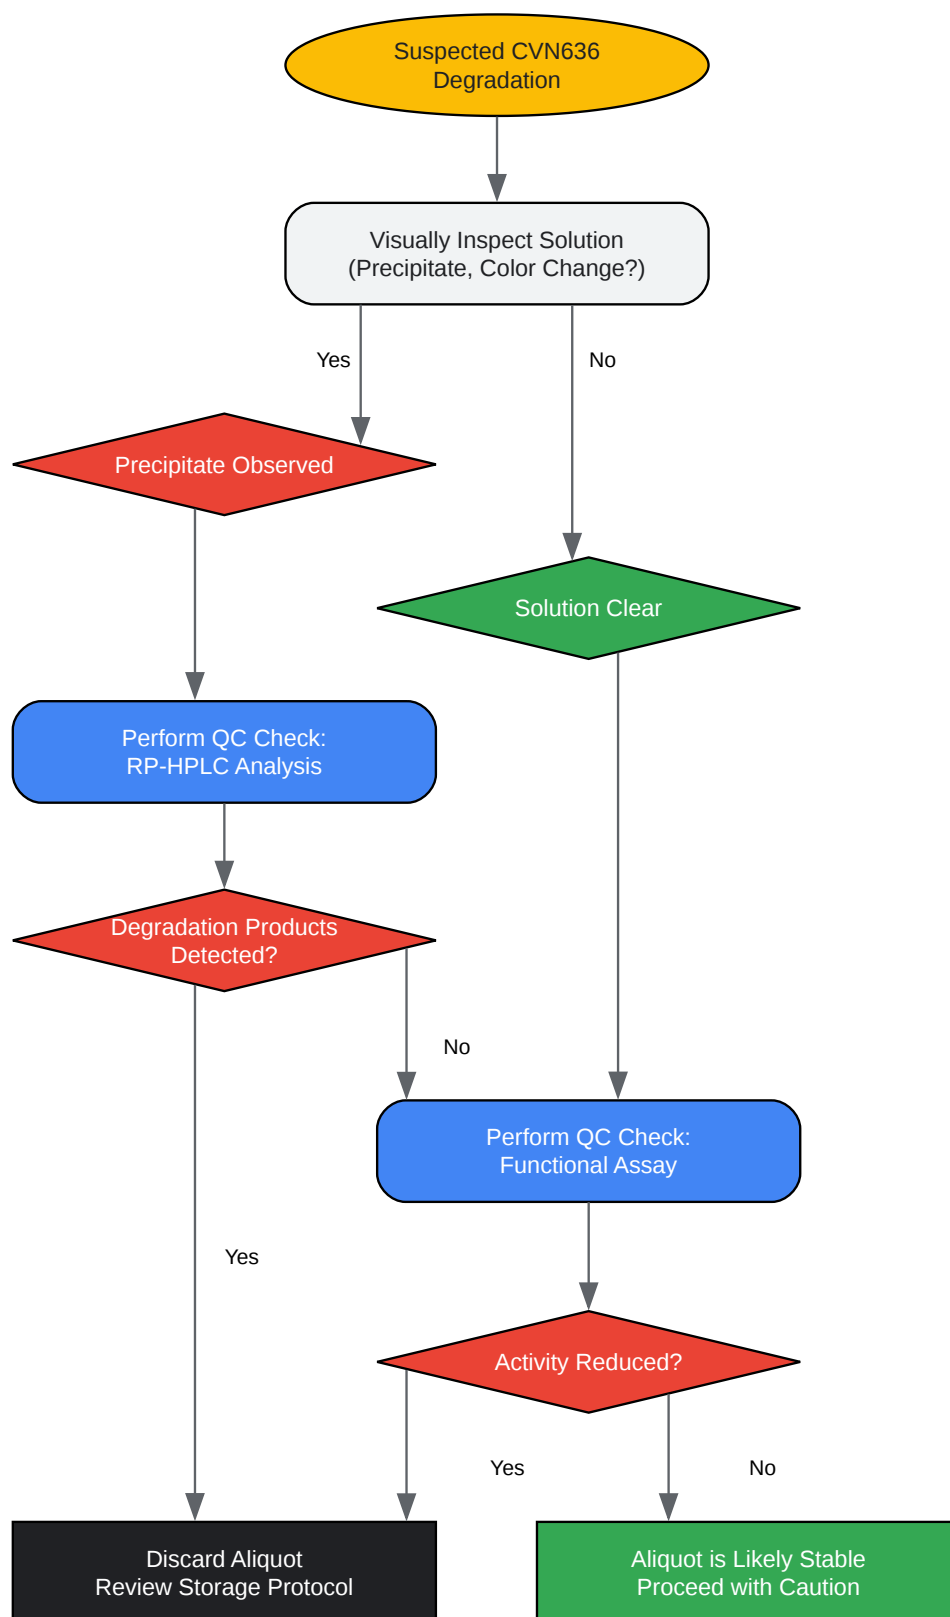 Suspected CVN636
Degradation
Visually Inspect Solution
(Precipitate, Color Change?)
Yes
No
Precipitate Observed
Solution Clear
Perform QC Check:
RP-HPLC Analysis
Degradation Products
Detected?
No
Perform QC Check:
Functional Assay
Yes
Activity Reduced?
Yes
No
Discard Aliquot
Review Storage Protocol
Aliquot is Likely Stable
Proceed with Caution